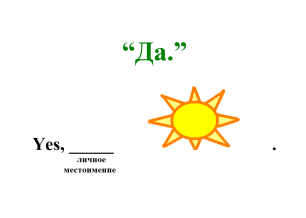 “Да.”
Yes, ______ .
личное
местоимение